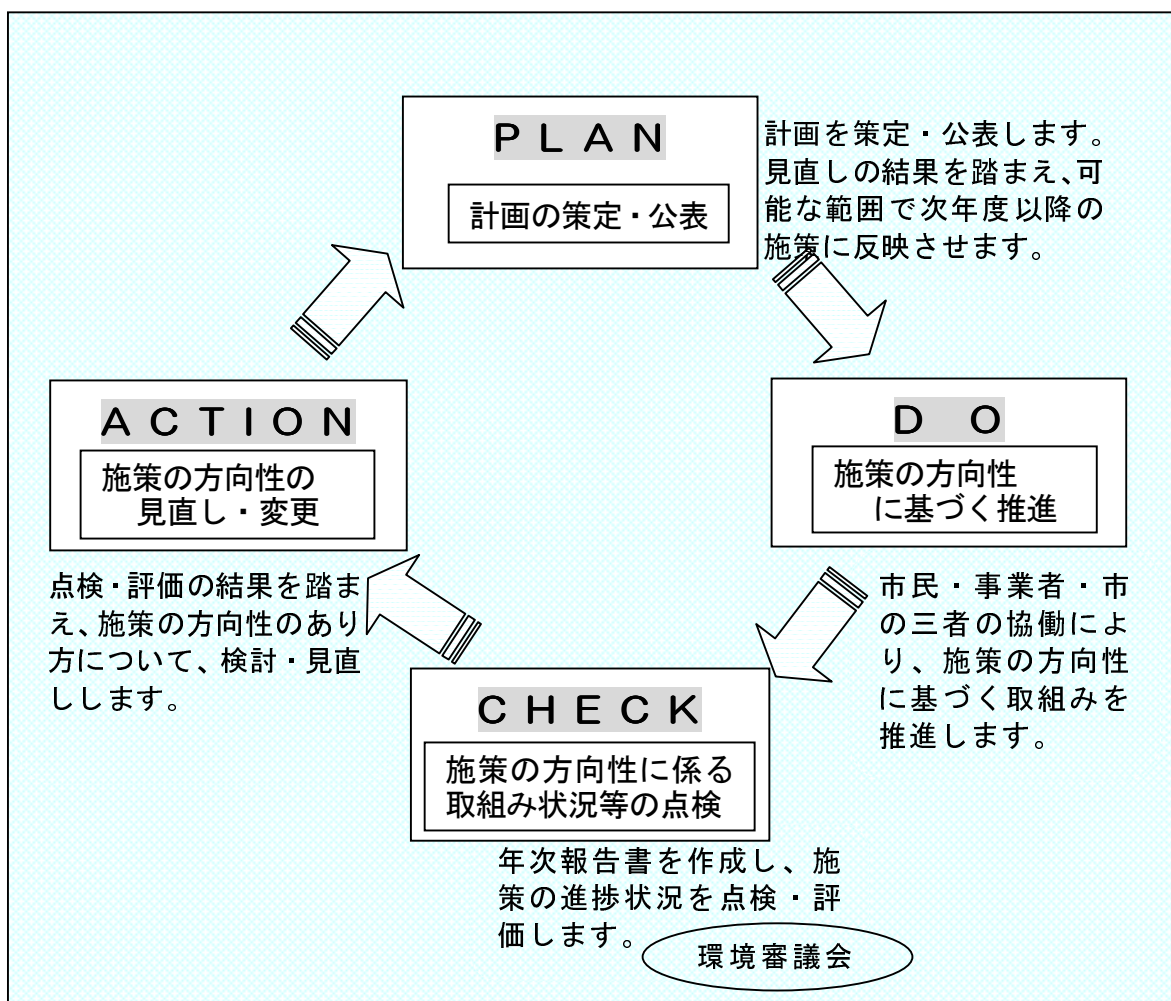 PLAN
計画の策定・公表
計画を策定・公表します。
見直しの結果を踏まえ、可
能な範囲で次年度以降の
施策に反映させます。
ACTION
施策の方向性の
見直し・変更
点検・評価の結果を踏ま
え、施策の方向性のあり
方について、検討・見直
しします。
DO
施策の方向性
に基づく推進
市民・事業者・市
の三者の協働によ
り、施策の方向性
に基づく取組みを
推進します。
CHECK
施策の方向性に係る
取組み状況等の点検
年次報告書を作成し、施
策の進捗状況を点検・評
価します。
環境審議会